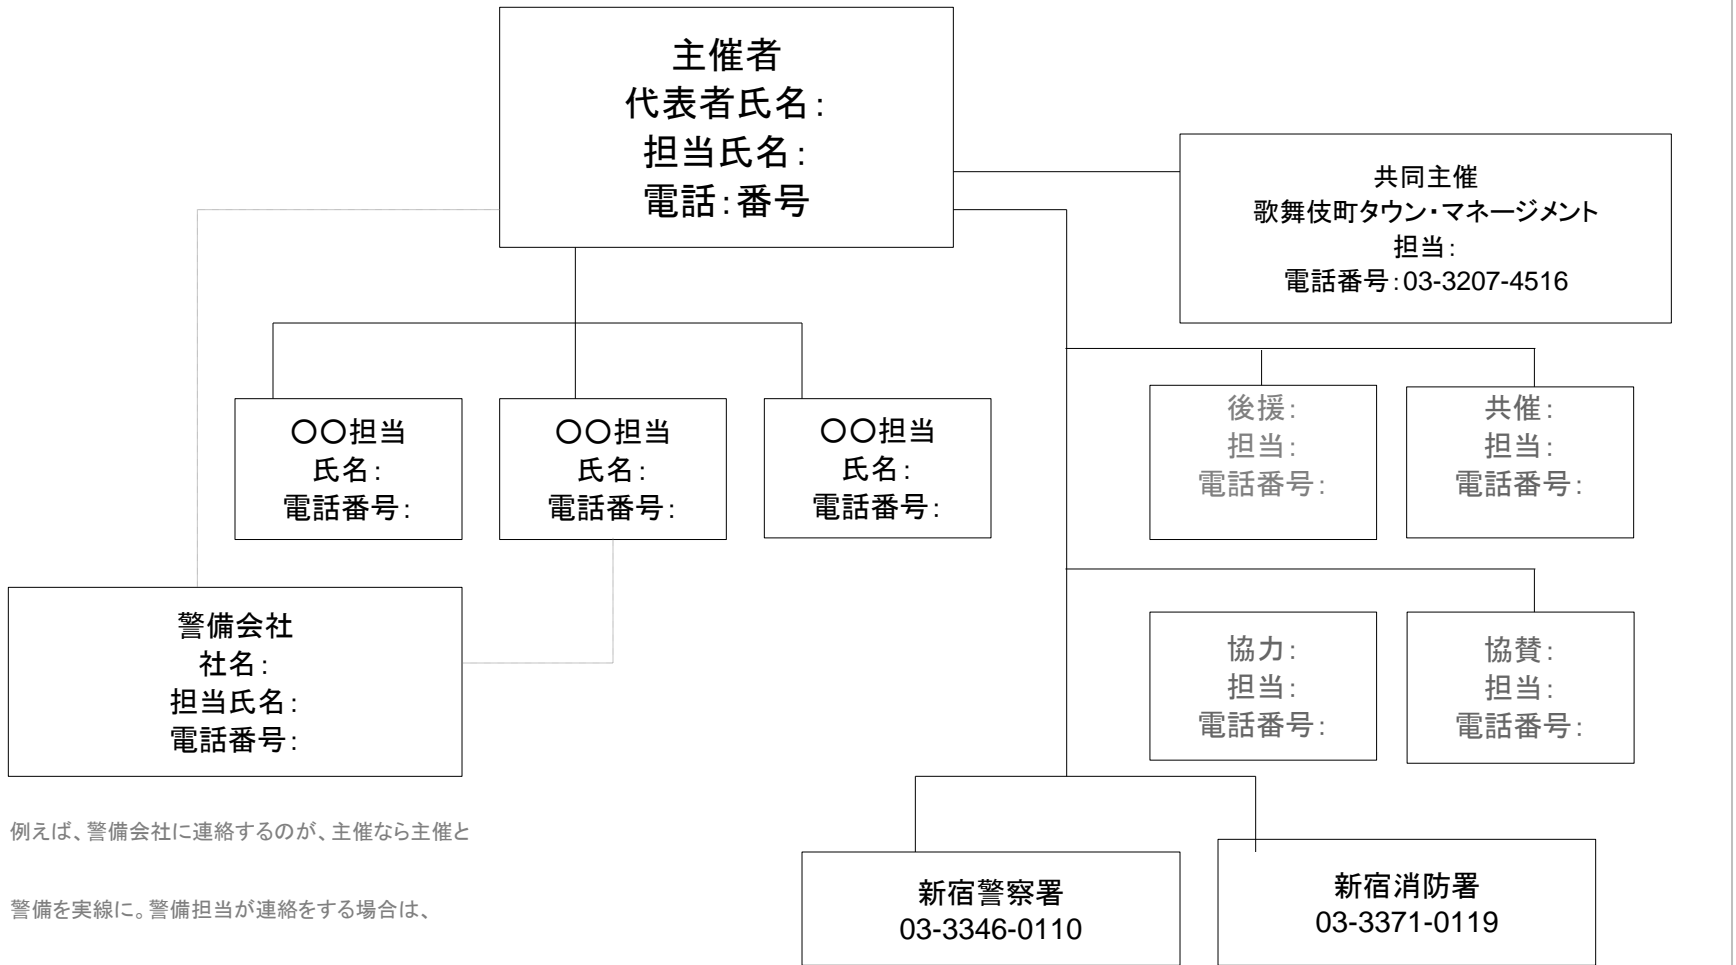 主催者
代表者氏名：
担当氏名：
電話：番号
共同主催
歌舞伎町タウン・マネージメント
担当：
電話番号：03-3207-4516
〇〇担当
氏名：
電話番号：
〇〇担当
氏名：
電話番号：
〇〇担当
氏名：
電話番号：
後援：
担当：
電話番号：
共催：
担当：
電話番号：
警備会社
社名：
担当氏名：
電話番号：
協力：
担当：
電話番号：
協賛：
担当：
電話番号：
例えば、警備会社に連絡するのが、主催なら主催と
警備を実線に。警備担当が連絡をする場合は、
新宿警察署
03-3346-0110
新宿消防署
03-3371-0119